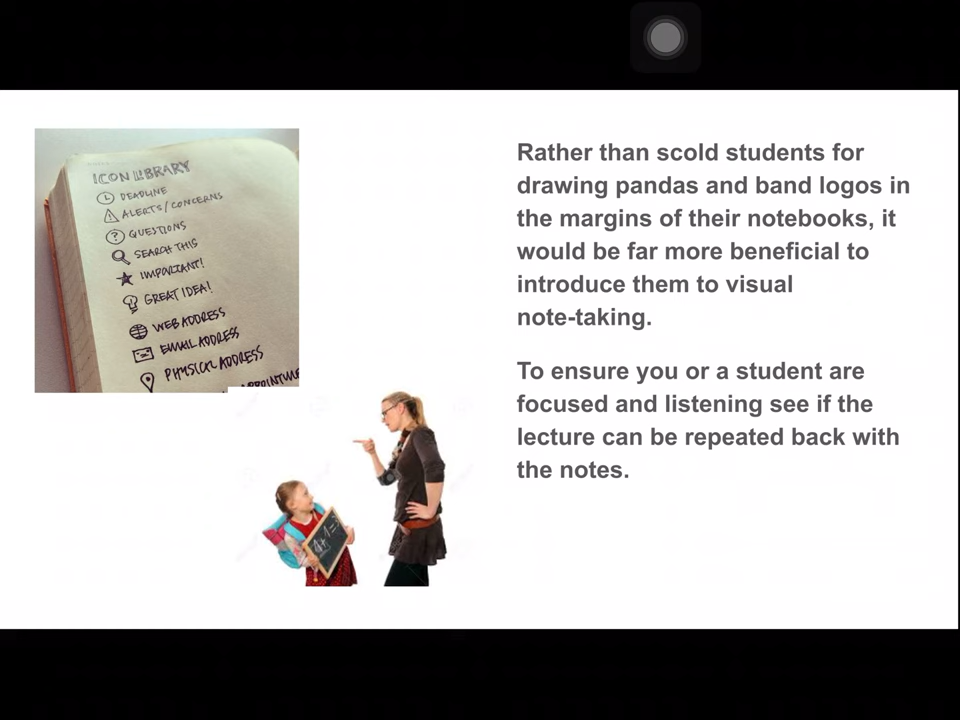 ICON LIBRARY
DEADLINE
ALERTS/CONCERNS
QUESTIONS
SEARCH THIS
IMPORTANT!
GREAT IDEA!
WEB ADDRESS
EMAIL ADDRESS
PHYSICAL ADDRESS
Rather than scold students for
drawing pandas and band logos in
the margins of their notebooks, it
would be far more beneficial to
introduce them to visual
note-taking.
To ensure you or a student are
focused and listening see if the
lecture can be repeated back with
the notes.